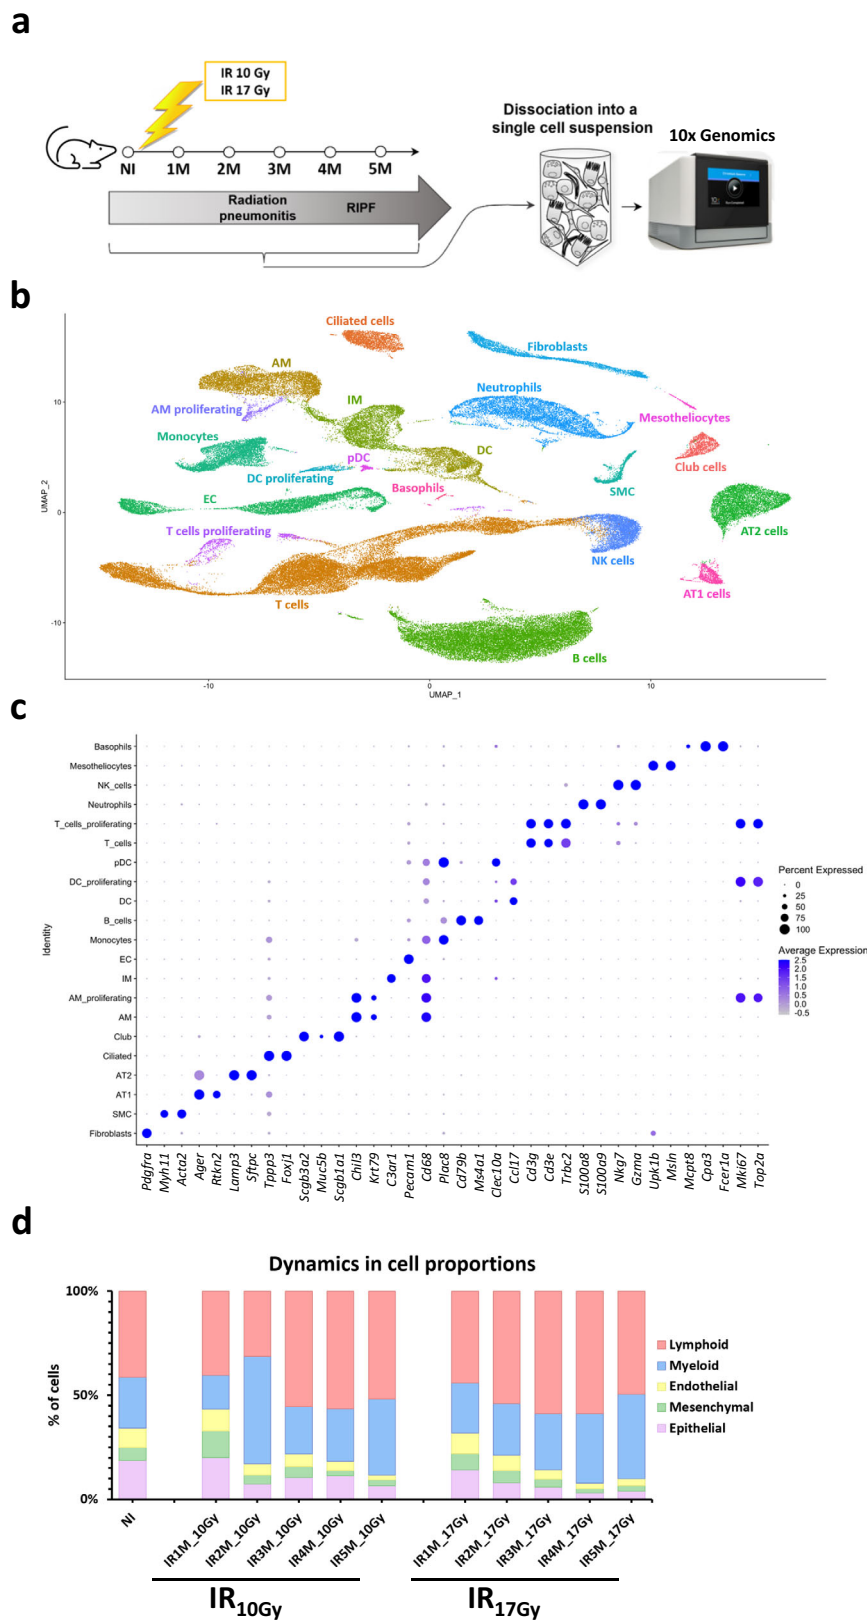 a
IR 10 Gy
IR 17 Gy
NI 1M 2M 3M 4M 5M
Radiation
pneumonitis
RIPF
Dissociation into a
single cell suspension
10x Genomics
b
Ciliated cells
Fibroblasts
AM
Neutrophils
IM
AM proliferating
Mesotheliocytes
Monocytes
DC
pDC
Club cells
DC proliferating
Basophils
SMC
EC
AT2 cells
T cells proliferating
NK cells
AT1 cells
T cells
B cells
UMAP_2
10
0
-10
-10 0 10
UMAP_1
c
Identity
Basophils
Mesotheliocytes
NK_cells
Neutrophils
T_cells_proliferating
T_cells
pDC
DC_proliferating
DC
B_cells
Monocytes
EC
IM
AM_proliferating
AM
Club
Ciliated
AT2
AT1
SMC
Fibroblasts
Pdgfra Myh11 Acta2 Ager Rtkn2 Lamp3 Sftpc Tppp3 Foxj1 Scgb3a2 Muc5b Scgb1a1 Chil3 Krt79 C3ar1 Pecam1 Cd68 Plac8 Cd79b Ms4a1 Clec10a Ccl17 Cd3g Cd3e Trbc2 S100a8 S100a9 Nkg7 Gzma Upk1b Msln Mcpt8 Cpa3 Fcer1a Mki67 Top2a
Percent Expressed
0
25
50
75
100
Average Expression
2.5
2.0
1.5
1.0
0.5
0.0
-0.5
d
Dynamics in cell proportions
% of cells
100%
50%
0%
Lymphoid
Myeloid
Endothelial
Mesenchymal
Epithelial
NI IR1M_10Gy IR2M_10Gy IR3M_10Gy IR4M_10Gy IR5M_10Gy IR1M_17Gy IR2M_17Gy IR3M_17Gy IR4M_17Gy IR5M_17Gy
IR10Gy IR17Gy